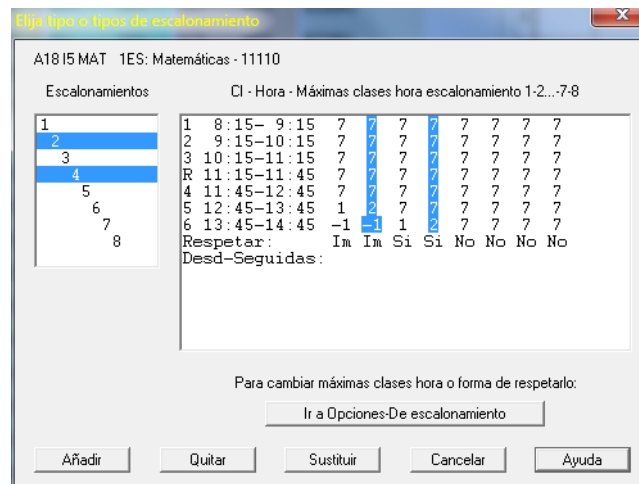 Elija tipo o tipos de escalonamiento
A18 I5 MAT 1ES: Matemáticas - 11110
Escalonamientos
Cl - Hora - Máximas clases hora escalonamiento 1-2...-7-8
1
2
3
4
5
6
7
8
1 8:15- 9:15 7 7 7 7 7 7 7 7
2 9:15-10:15 7 7 7 7 7 7 7 7
3 10:15-11:15 7 7 7 7 7 7 7 7
R 11:15-11:45 7 7 7 7 7 7 7 7
4 11:45-12:45 7 7 7 7 7 7 7 7
5 12:45-13:45 1 2 7 7 7 7 7 7
6 13:45-14:45 -1 -1 1 2 7 7 7 7
Respetar: Im Im Si Si No No No No
Desd-Seguidas:
Para cambiar máximas clases hora o forma de respetarlo:
Ir a Opciones-De escalonamiento
Añadir Quitar Sustituir Cancelar Ayuda